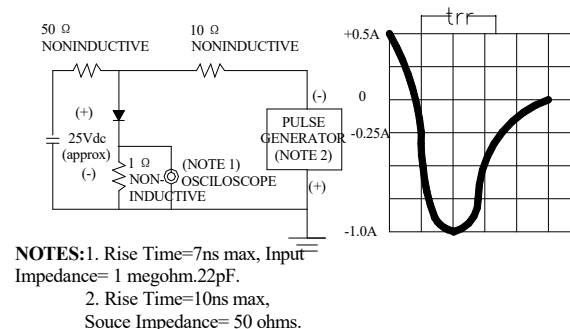 50 Ω
NONINDUCTIVE
10 Ω
NONINDUCTIVE
(+)
25Vdc
(approx)
(-)
1 Ω
NON-
INDUCTIVE
(NOTE 1)
OSCILOSCOPE
(-)
PULSE
GENERATOR
(NOTE 2)
(+)
trr
+0.5A
0
-0.25A
-1.0A
NOTES:1. Rise Time=7ns max, Input
Impedance= 1 megohm.22pF.
2. Rise Time=10ns max,
Souce Impedance= 50 ohms.